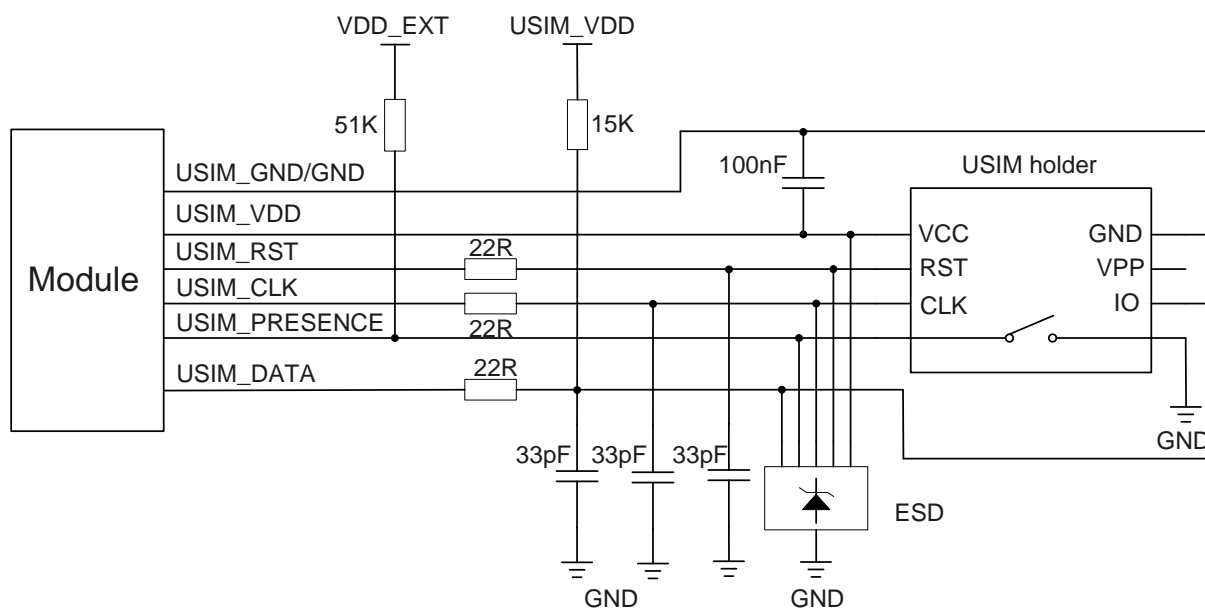 VDD_EXT
USIM_VDD
51K
15K
100nF
USIM holder
Module
USIM_GND/GND
USIM_VDD
USIM_RST
22R
USIM_CLK
22R
USIM_PRESENCE
USIM_DATA
22R
VCC
GND
RST
VPP
CLK
IO
GND
33pF
33pF
33pF
ESD
GND
GND